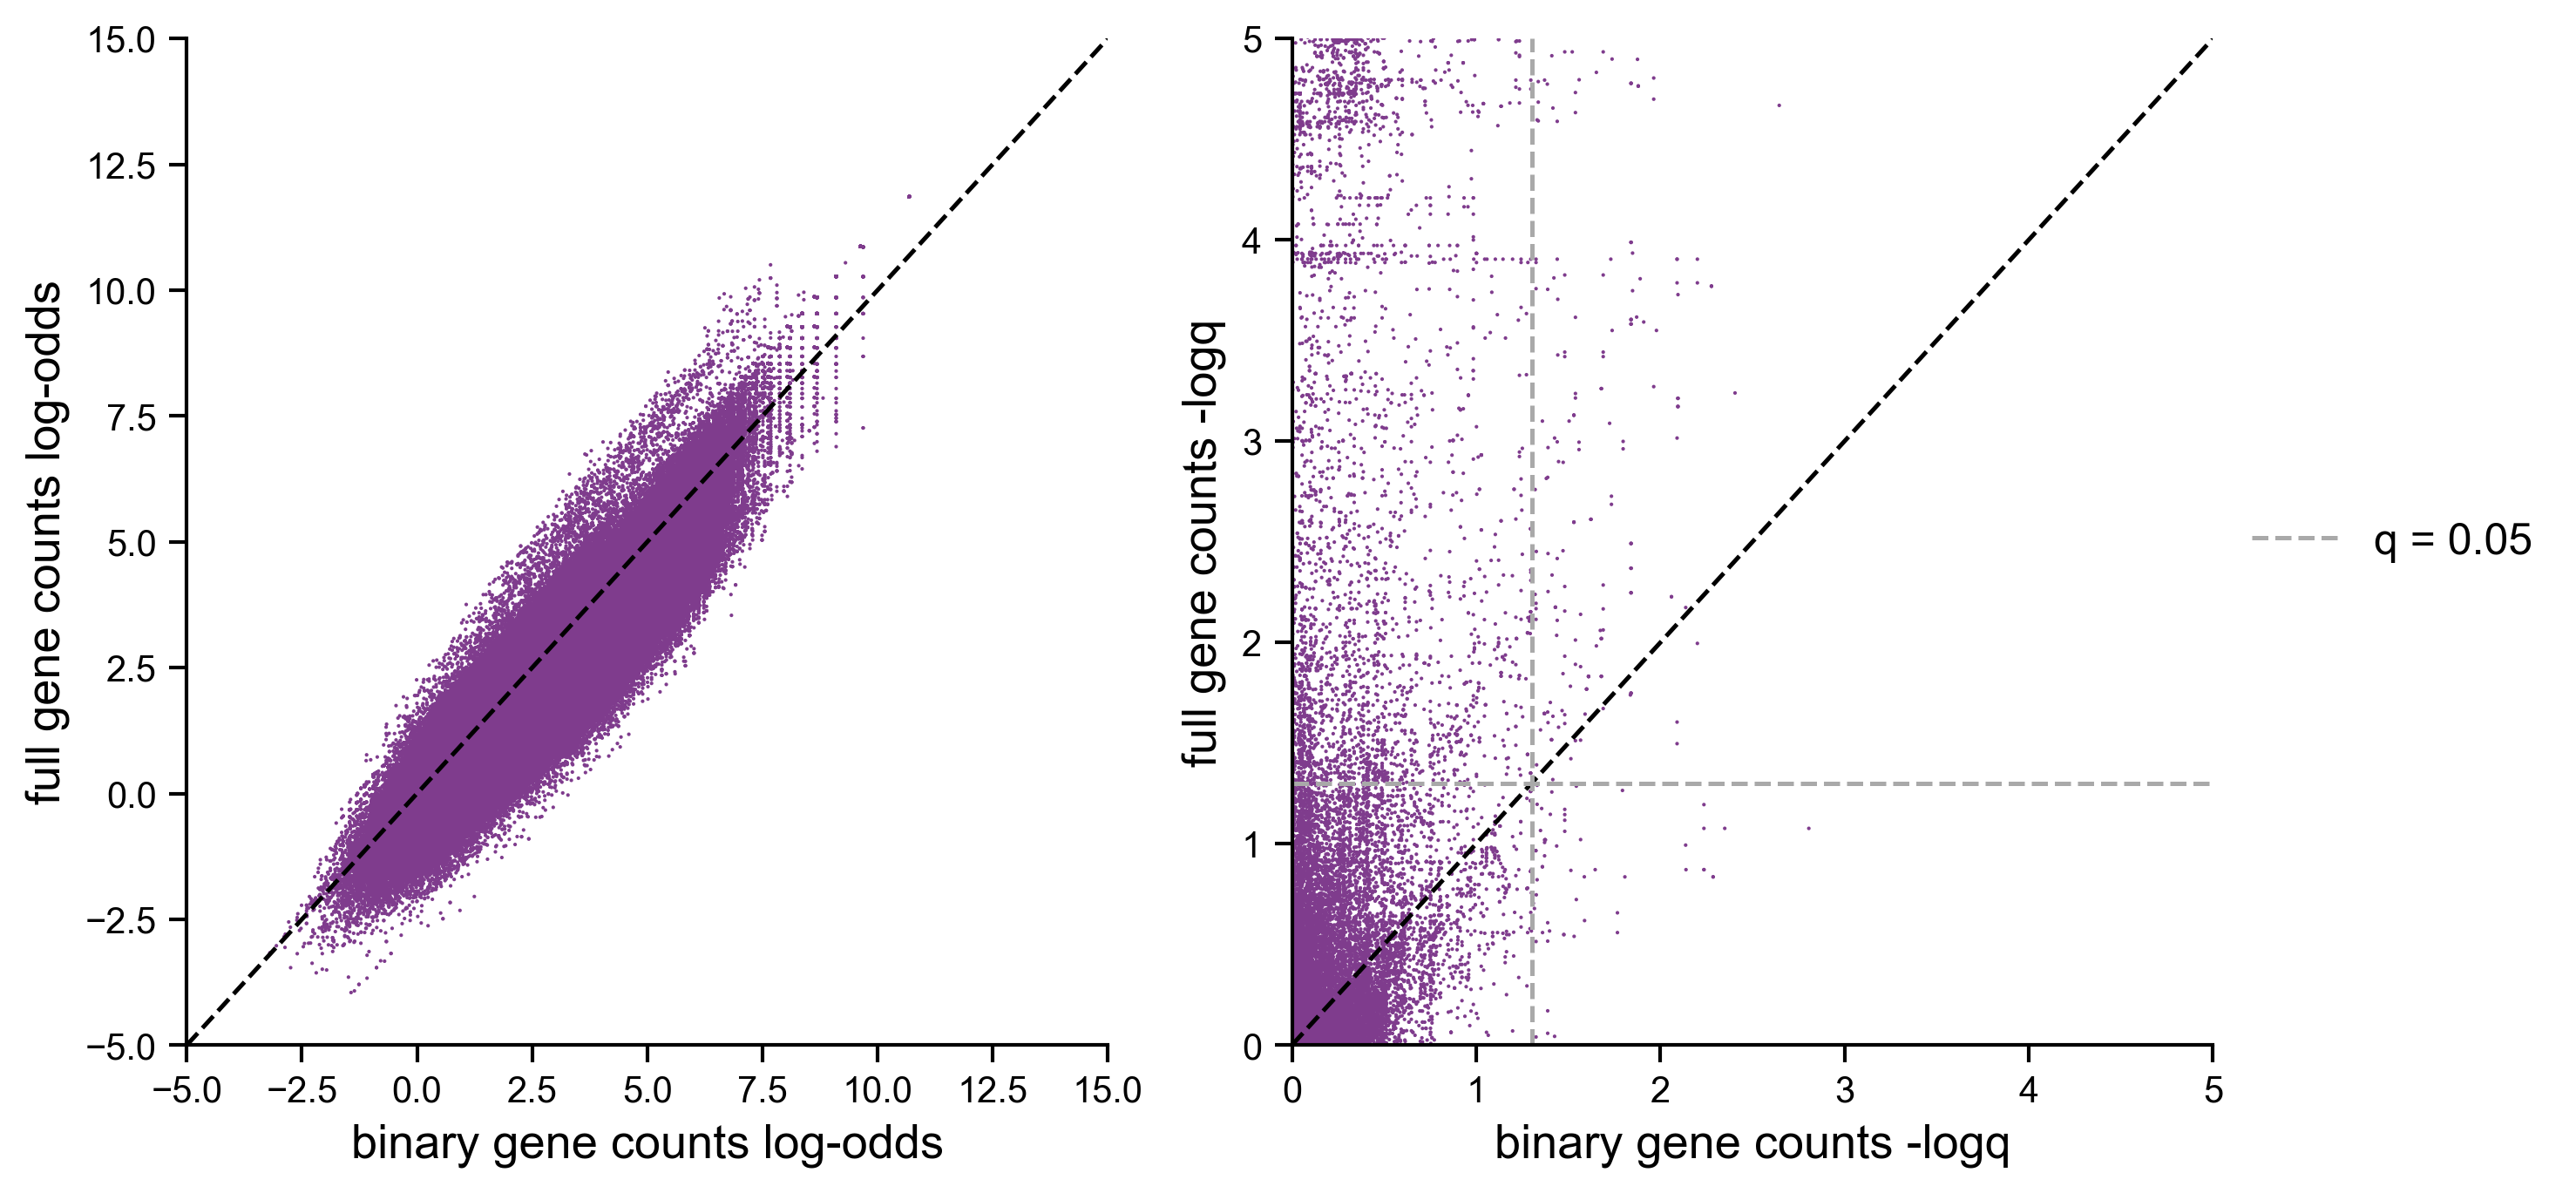 15.0
12.5
10.0
7.5
5.0
2.5
0.0
−2.5
−5.0
full gene counts log-odds
−5.0 −2.5 0.0 2.5 5.0 7.5 10.0 12.5 15.0
binary gene counts log-odds
5
4
3
2
1
0
full gene counts -logq
0 1 2 3 4 5
binary gene counts -logq
q = 0.05